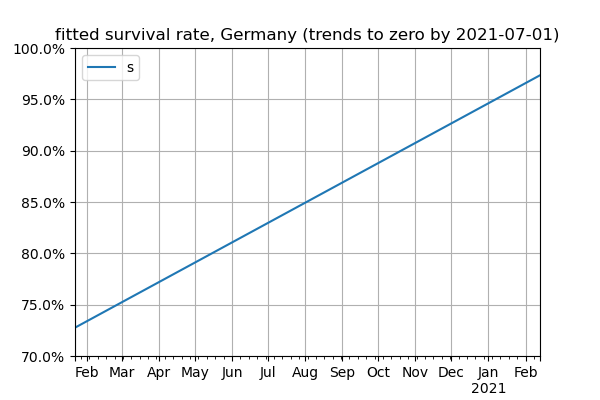 fitted survival rate, Germany (trends to zero by 2021-07-01)
100.0%
s
95.0%
90.0%
85.0%
80.0%
75.0%
70.0%
Feb Mar Apr May Jun Jul Aug Sep Oct Nov Dec Jan Feb
2021